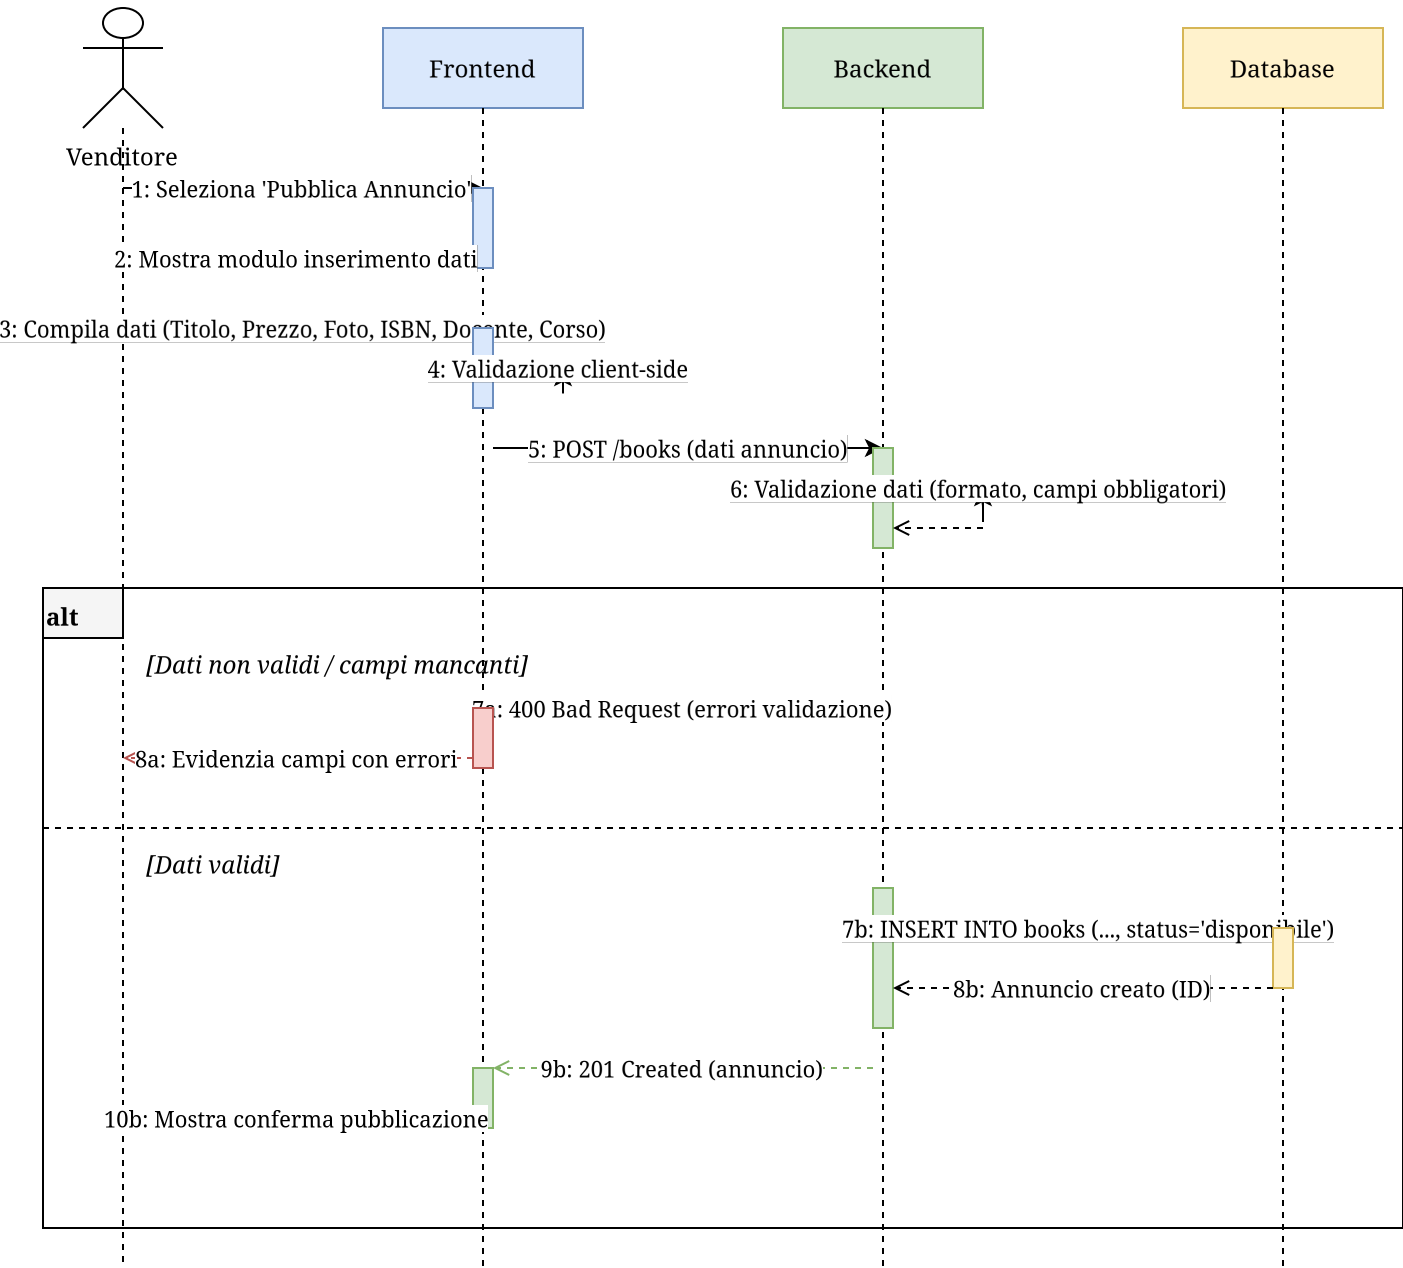 Frontend
Backend
Database
Venditore
1: Seleziona 'Pubblica Annuncio'
2: Mostra modulo inserimento dati
3: Compila dati (Titolo, Prezzo, Foto, ISBN, Docente, Corso)
4: Validazione client-side
5: POST /books (dati annuncio)
6: Validazione dati (formato, campi obbligatori)
alt
[Dati non validi / campi mancanti]
7a: 400 Bad Request (errori validazione)
8a: Evidenzia campi con errori
[Dati validi]
7b: INSERT INTO books (..., status='disponibile')
8b: Annuncio creato (ID)
9b: 201 Created (annuncio)
10b: Mostra conferma pubblicazione